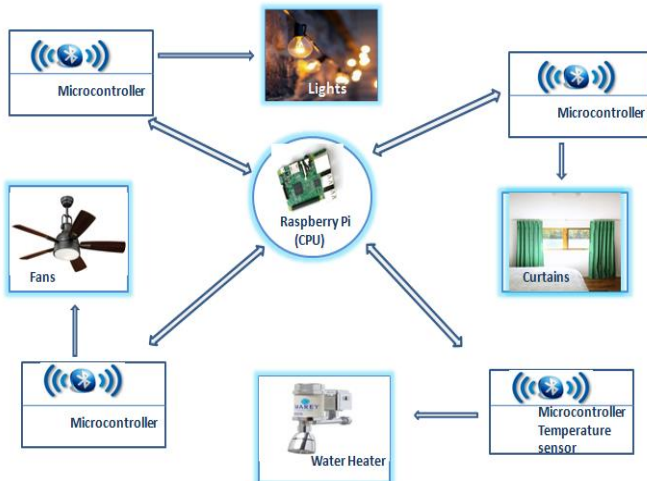 Microcontroller
Lights
Microcontroller
Raspberry Pi
(CPU)
Fans
Curtains
Microcontroller
Water Heater
Microcontroller
Temperature
sensor